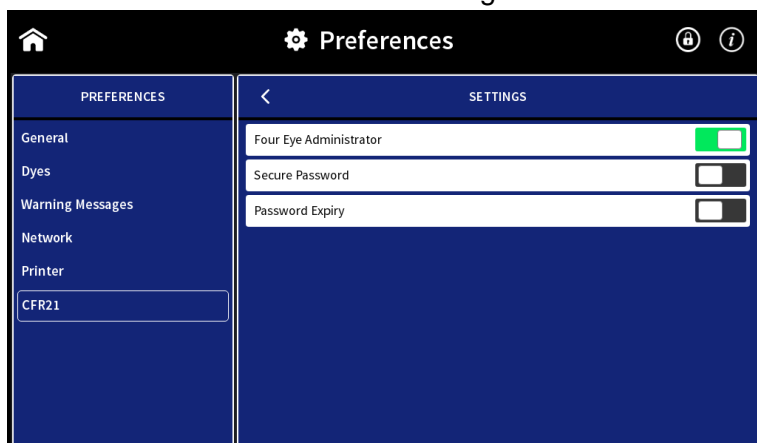 Preferences
PREFERENCES
SETTINGS
General
Dyes
Warning Messages
Network
Printer
CFR21
Four Eye Administrator
Secure Password
Password Expiry